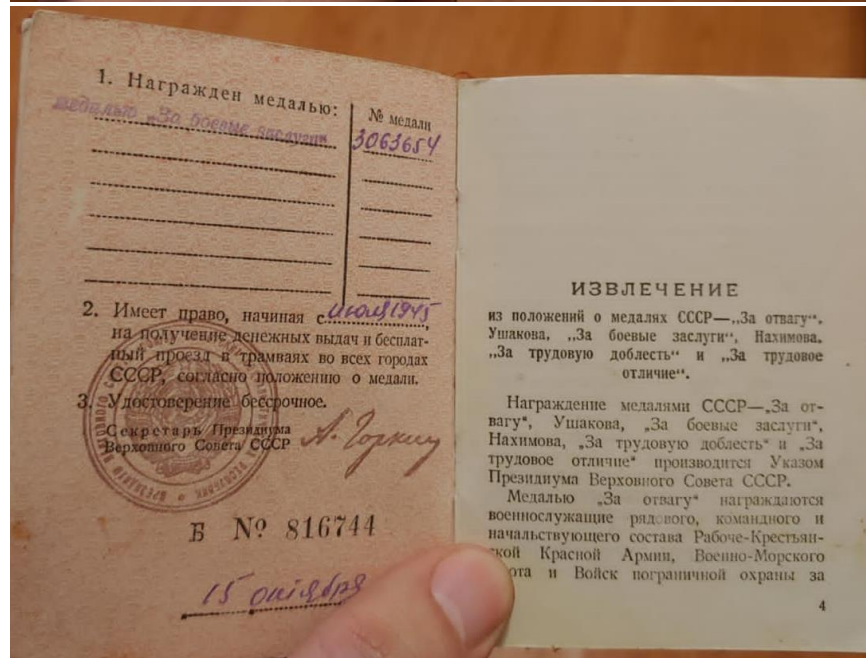 1. Награжден медалью:
№ медали
медалью „За боевые заслуги“
3063654
2. Имеет право, начиная с июля 1945,
на получение денежных выдач и бесплат-
ный проезд в трамваях во всех городах
СССР, согласно положению о медали.
3. Удостоверение бессрочное.
Секретарь Президиума
Верховного Совета СССР
А. Горкин
Б № 816744
15 октября
ИЗВЛЕЧЕНИЕ
из положений о медалях СССР—„За отвагу“,
Ушакова, „За боевые заслуги“, Нахимова,
„За трудовую доблесть“ и „За трудовое
отличие“.
Награждение медалями СССР—„За от-
вагу“, Ушакова, „За боевые заслуги“,
Нахимова, „За трудовую доблесть“ и „За
трудовое отличие“ производится Указом
Президиума Верховного Совета СССР.
Медалью „За отвагу“ награждаются
военнослужащие рядового, командного и
начальствующего состава Рабоче-Крестьян-
Красной Армии, Военно-Морского
и Войск пограничной охраны за
4